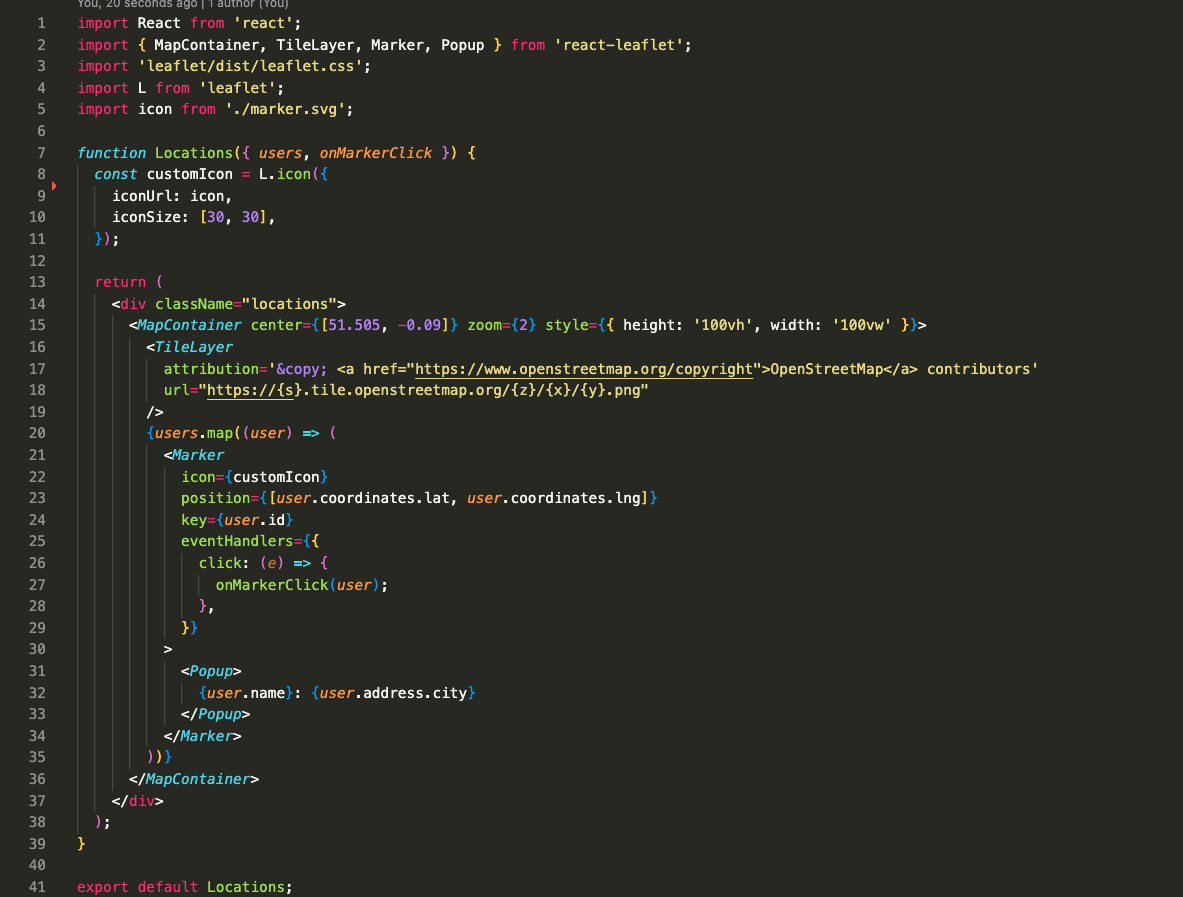 You, 20 seconds ago | 1 author (You)
1 import React from 'react';
2 import { MapContainer, TileLayer, Marker, Popup } from 'react-leaflet';
3 import 'leaflet/dist/leaflet.css';
4 import L from 'leaflet';
5 import icon from './marker.svg';
6
7 function Locations({ users, onMarkerClick }) {
8   const customIcon = L.icon({
9     iconUrl: icon,
10     iconSize: [30, 30],
11   });
12
13   return (
14     <div className="locations">
15       <MapContainer center={[51.505, -0.09]} zoom={2} style={{ height: '100vh', width: '100vw' }}>
16         <TileLayer
17           attribution='&copy; <a href="https://www.openstreetmap.org/copyright">OpenStreetMap</a> contributors'
18           url="https://{s}.tile.openstreetmap.org/{z}/{x}/{y}.png"
19         />
20         {users.map((user) => (
21           <Marker
22             icon={customIcon}
23             position={[user.coordinates.lat, user.coordinates.lng]}
24             key={user.id}
25             eventHandlers={{
26               click: (e) => {
27                 onMarkerClick(user);
28               },
29             }}
30           >
31             <Popup>
32               {user.name}: {user.address.city}
33             </Popup>
34           </Marker>
35         ))}
36       </MapContainer>
37     </div>
38   );
39 }
40
41 export default Locations;